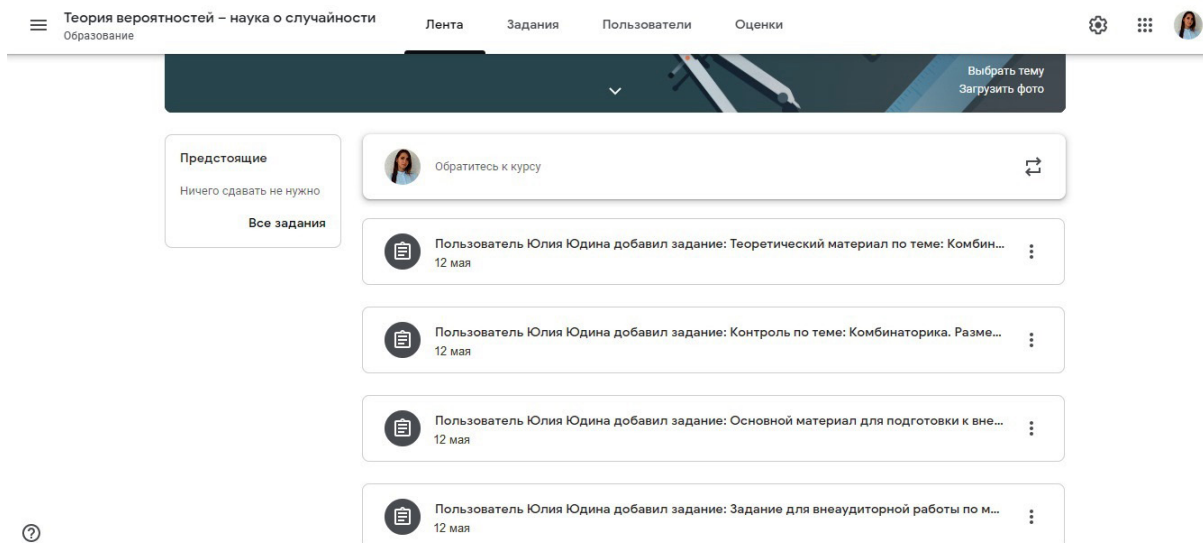 Теория вероятностей – наука о случайности
Образование
Лента
Задания
Пользователи
Оценки
Выбрать тему
Загрузить фото
Предстоящие
Ничего сдавать не нужно
Все задания
Обратитесь к курсу
Пользователь Юлия Юдина добавил задание: Теоретический материал по теме: Комбин...
12 мая
Пользователь Юлия Юдина добавил задание: Контроль по теме: Комбинаторика. Разме...
12 мая
Пользователь Юлия Юдина добавил задание: Основной материал для подготовки к вне...
12 мая
Пользователь Юлия Юдина добавил задание: Задание для внеаудиторной работы по м...
12 мая